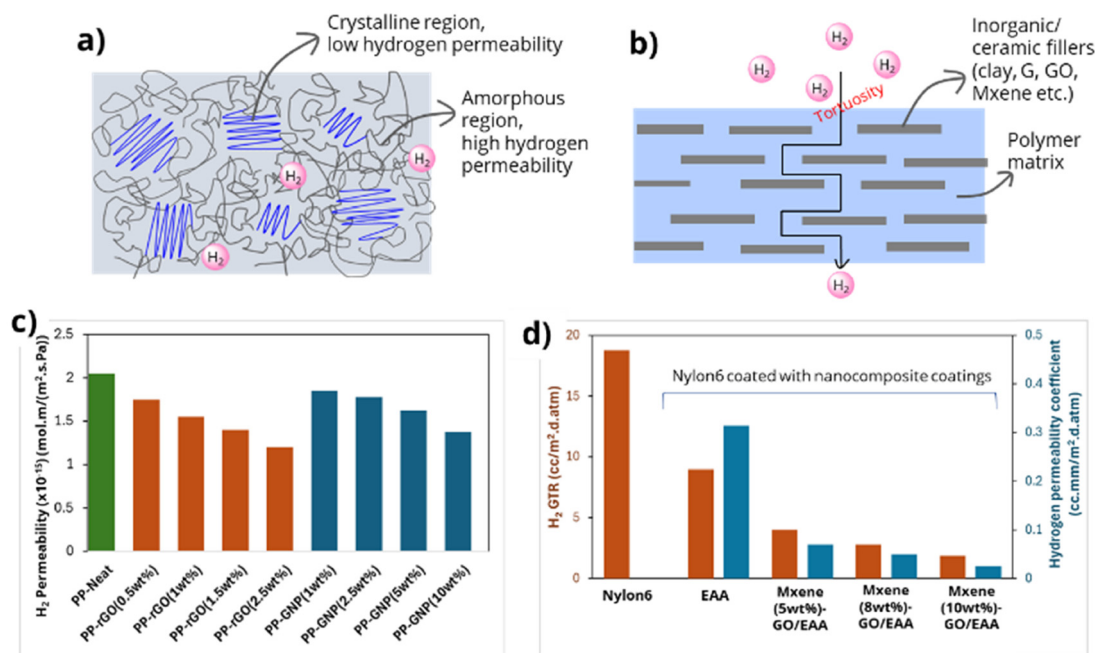 a)
Crystalline region,
low hydrogen permeability
Amorphous
region,
high hydrogen
permeability
H2
H2
H2
b)
H2
H2
H2
H2
Tortuosity
Inorganic/
ceramic fillers
(clay, G, GO,
Mxene etc.)
Polymer
matrix
H2
c)
H₂ Permeability (x10⁻¹⁵) (mol.m/(m².s.Pa))
2.5
2
1.5
1
0.5
0
PP-Neat
PP-rGO(0.5wt%)
PP-rGO(1wt%)
PP-rGO(1.5wt%)
PP-rGO(2.5wt%)
PP-GNP(1wt%)
PP-GNP(2.5wt%)
PP-GNP(5wt%)
PP-GNP(10wt%)
d)
H₂ GTR (cc/m².d.atm)
20
15
10
5
0
Nylon6 coated with nanocomposite coatings
0.5
0.4
0.3
0.2
0.1
0
Hydrogen permeability coefficient
(cc.mm/m².d.atm)
Nylon6
EAA
Mxene
(5wt%)-
GO/EAA
Mxene
(8wt%)-
GO/EAA
Mxene
(10wt%)-
GO/EAA